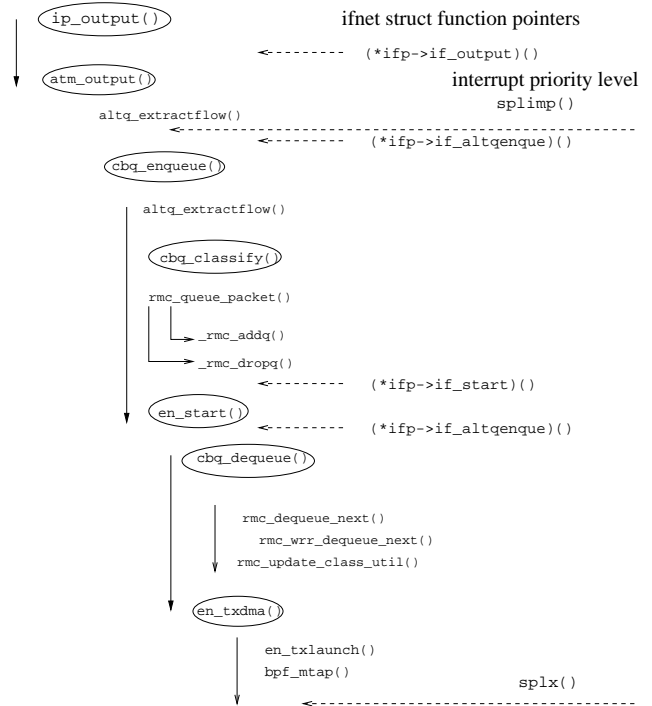 ip_output()
ifnet struct function pointers
(*ifp->if_output)()
atm_output()
interrupt priority level
splimp()
altq_extractflow()
(*ifp->if_altqenque)()
cbq_enqueue()
altq_extractflow()
cbq_classify()
rmc_queue_packet()
_rmc_addq()
_rmc_dropq()
(*ifp->if_start)()
en_start()
(*ifp->if_altqenque)()
cbq_dequeue()
rmc_dequeue_next()
rmc_wrr_dequeue_next()
rmc_update_class_util()
en_txdma()
en_txlaunch()
bpf_mtap()
splx()